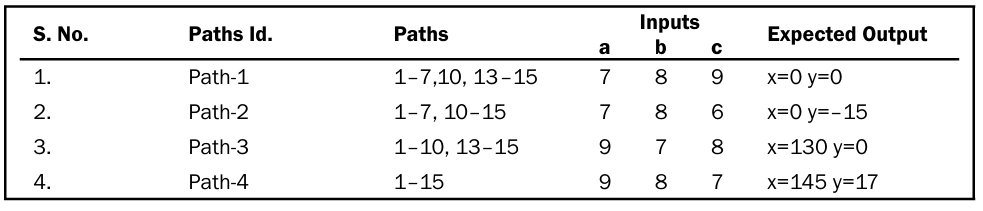 S. No. Paths Id. Paths Inputs Expected Output
a b c
1. Path-1 1–7,10, 13–15 7 8 9 x=0 y=0
2. Path-2 1–7, 10–15 7 8 6 x=0 y=–15
3. Path-3 1–10, 13–15 9 7 8 x=130 y=0
4. Path-4 1–15 9 8 7 x=145 y=17